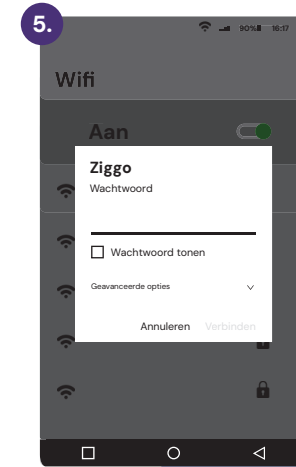 5.
90% 16:17
Wifi
Aan
Ziggo
Wachtwoord
Wachtwoord tonen
Geavanceerde opties
Annuleren Verbinden